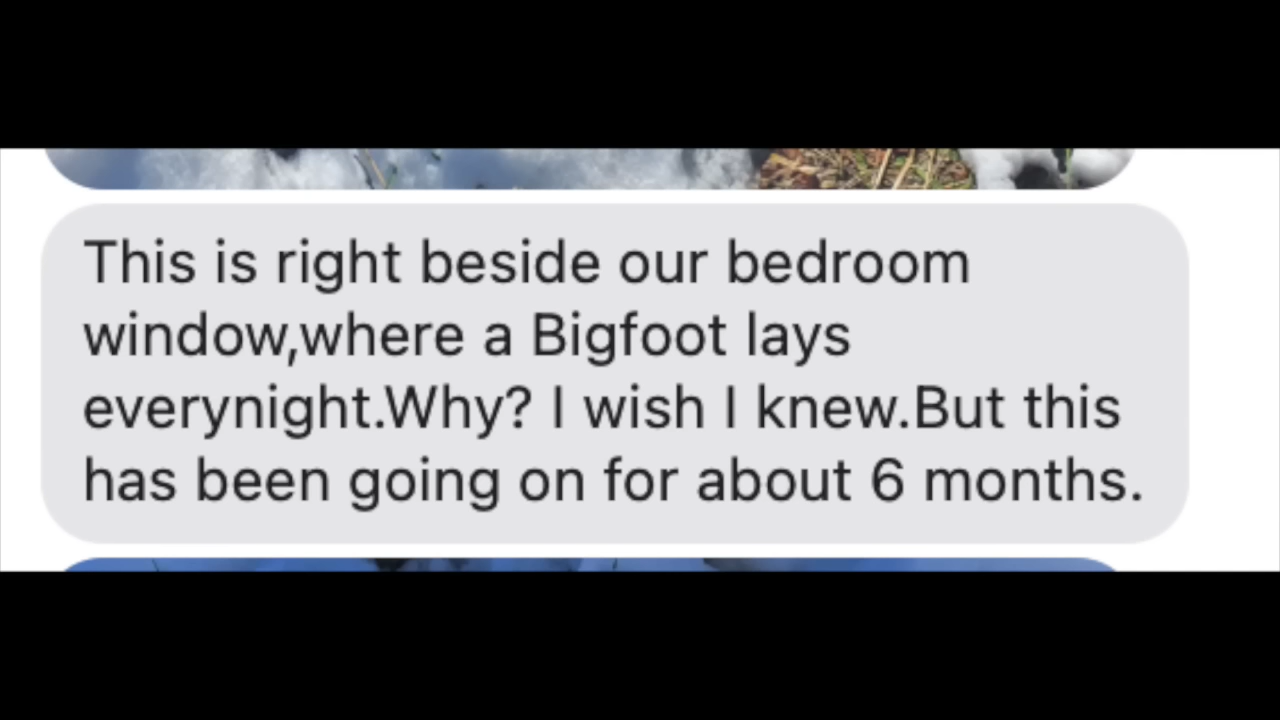 This is right beside our bedroom
window,where a Bigfoot lays
everynight.Why? I wish I knew.But this
has been going on for about 6 months.